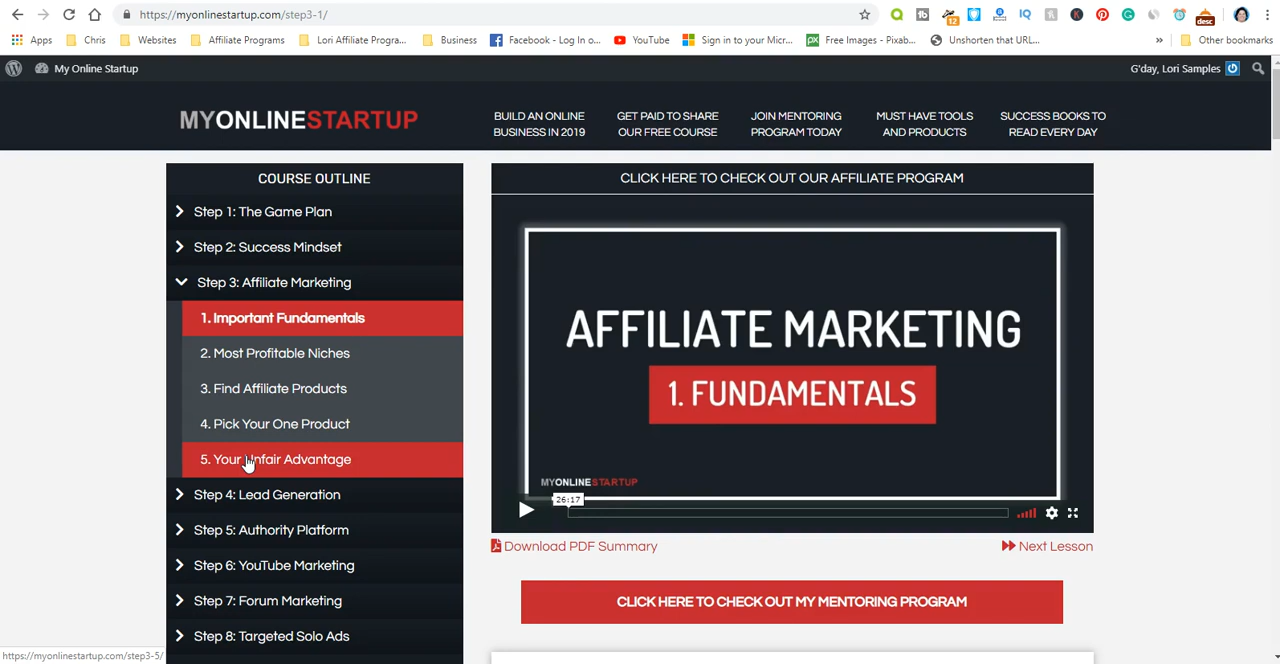 https://myonlinestartup.com/step3-1/
12
IQ
desc
Apps
Chris
Websites
Affiliate Programs
Lori Affiliate Progra...
Business
Facebook - Log In o...
YouTube
Sign in to your Micr...
Free Images - Pixab...
Unshorten that URL...
»
Other bookmarks
My Online Startup
G'day, Lori Samples
MYONLINESTARTUP
BUILD AN ONLINE
BUSINESS IN 2019
GET PAID TO SHARE
OUR FREE COURSE
JOIN MENTORING
PROGRAM TODAY
MUST HAVE TOOLS
AND PRODUCTS
SUCCESS BOOKS TO
READ EVERY DAY
COURSE OUTLINE
Step 1: The Game Plan
Step 2: Success Mindset
Step 3: Affiliate Marketing
1. Important Fundamentals
2. Most Profitable Niches
3. Find Affiliate Products
4. Pick Your One Product
5. Your Unfair Advantage
Step 4: Lead Generation
Step 5: Authority Platform
Step 6: YouTube Marketing
Step 7: Forum Marketing
Step 8: Targeted Solo Ads
CLICK HERE TO CHECK OUT OUR AFFILIATE PROGRAM
AFFILIATE MARKETING
1. FUNDAMENTALS
MYONLINESTARTUP
26:17
Download PDF Summary
Next Lesson
CLICK HERE TO CHECK OUT MY MENTORING PROGRAM
https://myonlinestartup.com/step3-5/